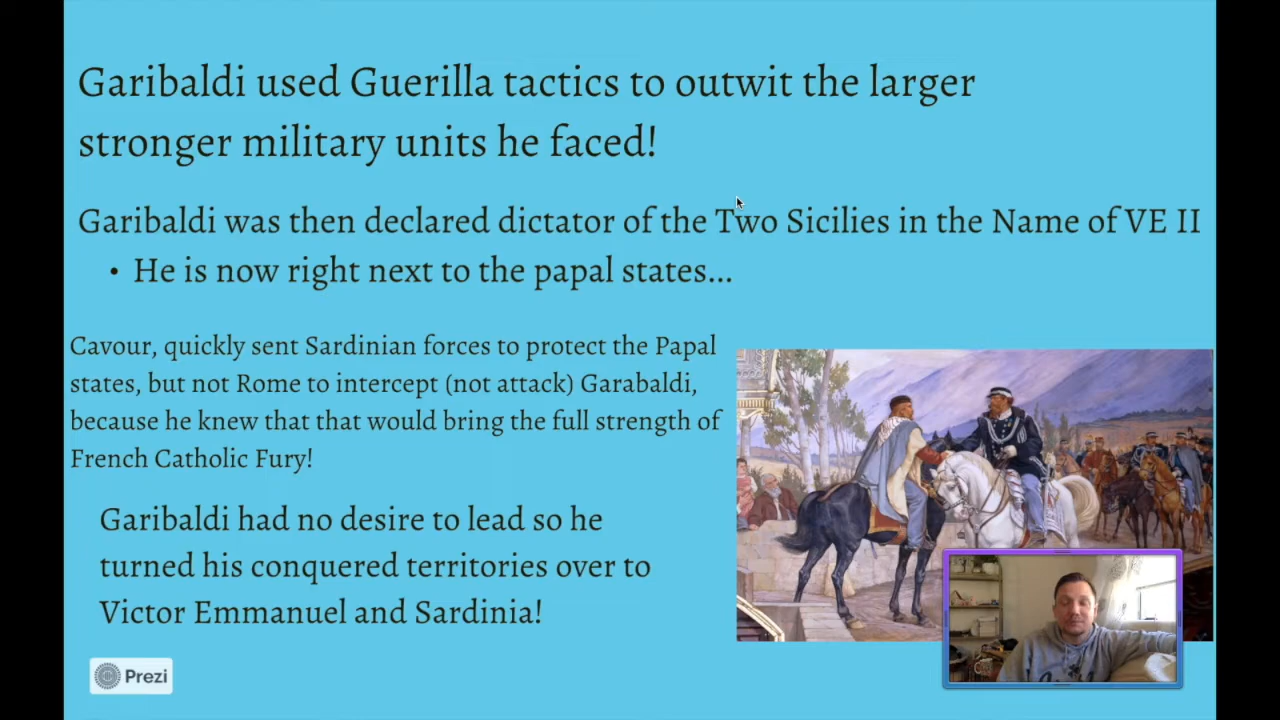 Garibaldi used Guerilla tactics to outwit the larger
stronger military units he faced!
Garibaldi was then declared dictator of the Two Sicilies in the Name of VE II
• He is now right next to the papal states...
Cavour, quickly sent Sardinian forces to protect the Papal
states, but not Rome to intercept (not attack) Garabaldi,
because he knew that that would bring the full strength of
French Catholic Fury!
Garibaldi had no desire to lead so he
turned his conquered territories over to
Victor Emmanuel and Sardinia!
Prezi